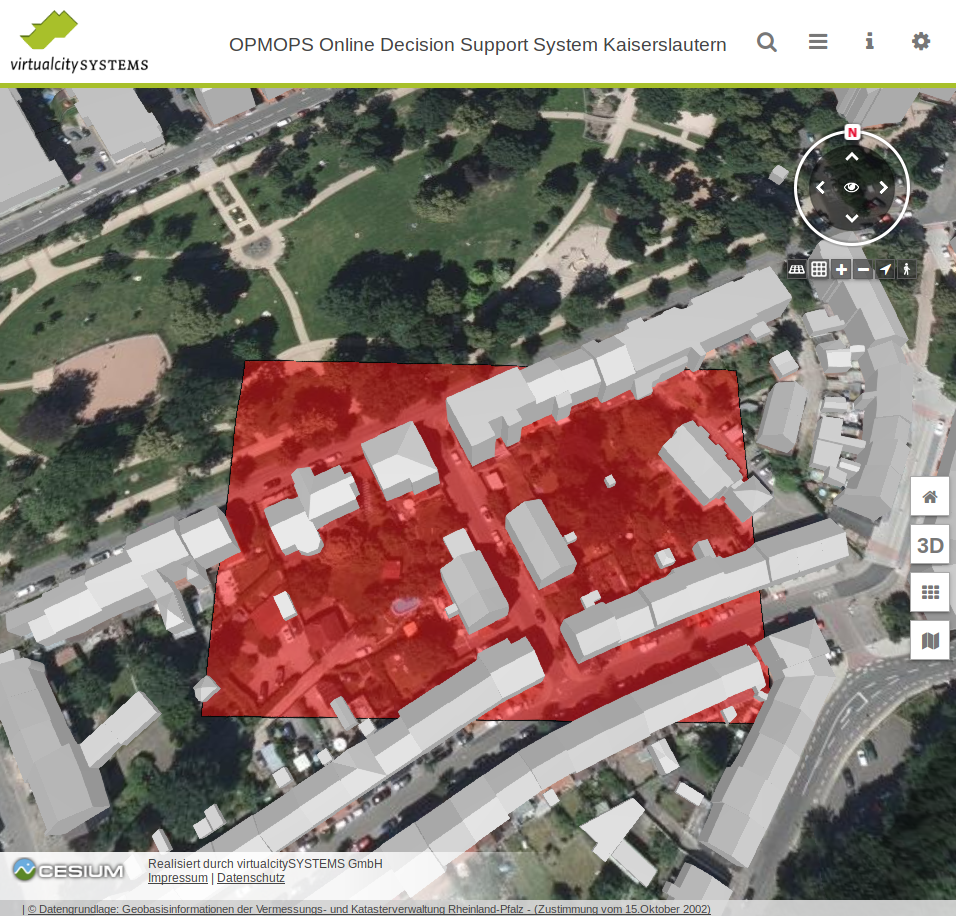 virtualcitySYSTEMS
OPMOPS Online Decision Support System Kaiserslautern
N
3D
CESIUM
Realisiert durch virtualcitySYSTEMS GmbH
Impressum | Datenschutz
| © Datengrundlage: Geobasisinformationen der Vermessungs- und Katasterverwaltung Rheinland-Pfalz - (Zustimmung vom 15.Oktober 2002)